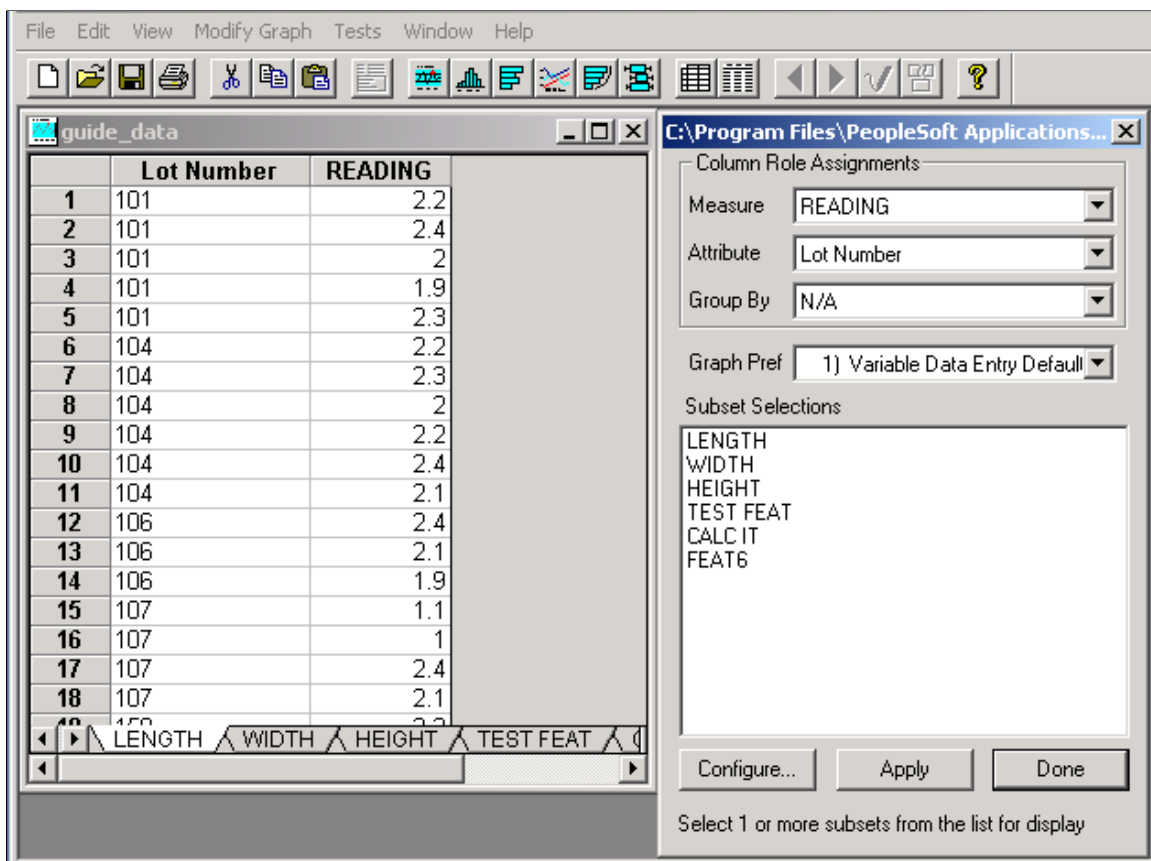 File Edit View Modify Graph Tests Window Help
guide_data
Lot Number READING
1 101 2.2
2 101 2.4
3 101 2
4 101 1.9
5 101 2.3
6 104 2.2
7 104 2.3
8 104 2
9 104 2.2
10 104 2.4
11 104 2.1
12 106 2.4
13 106 2.1
14 106 1.9
15 107 1.1
16 107 1
17 107 2.4
18 107 2.1
LENGTH WIDTH HEIGHT TEST FEAT
C:\Program Files\PeopleSoft Applications...
Column Role Assignments
Measure READING
Attribute Lot Number
Group By N/A
Graph Pref 1) Variable Data Entry Default
Subset Selections
LENGTH
WIDTH
HEIGHT
TEST FEAT
CALC IT
FEAT6
Configure... Apply Done
Select 1 or more subsets from the list for display